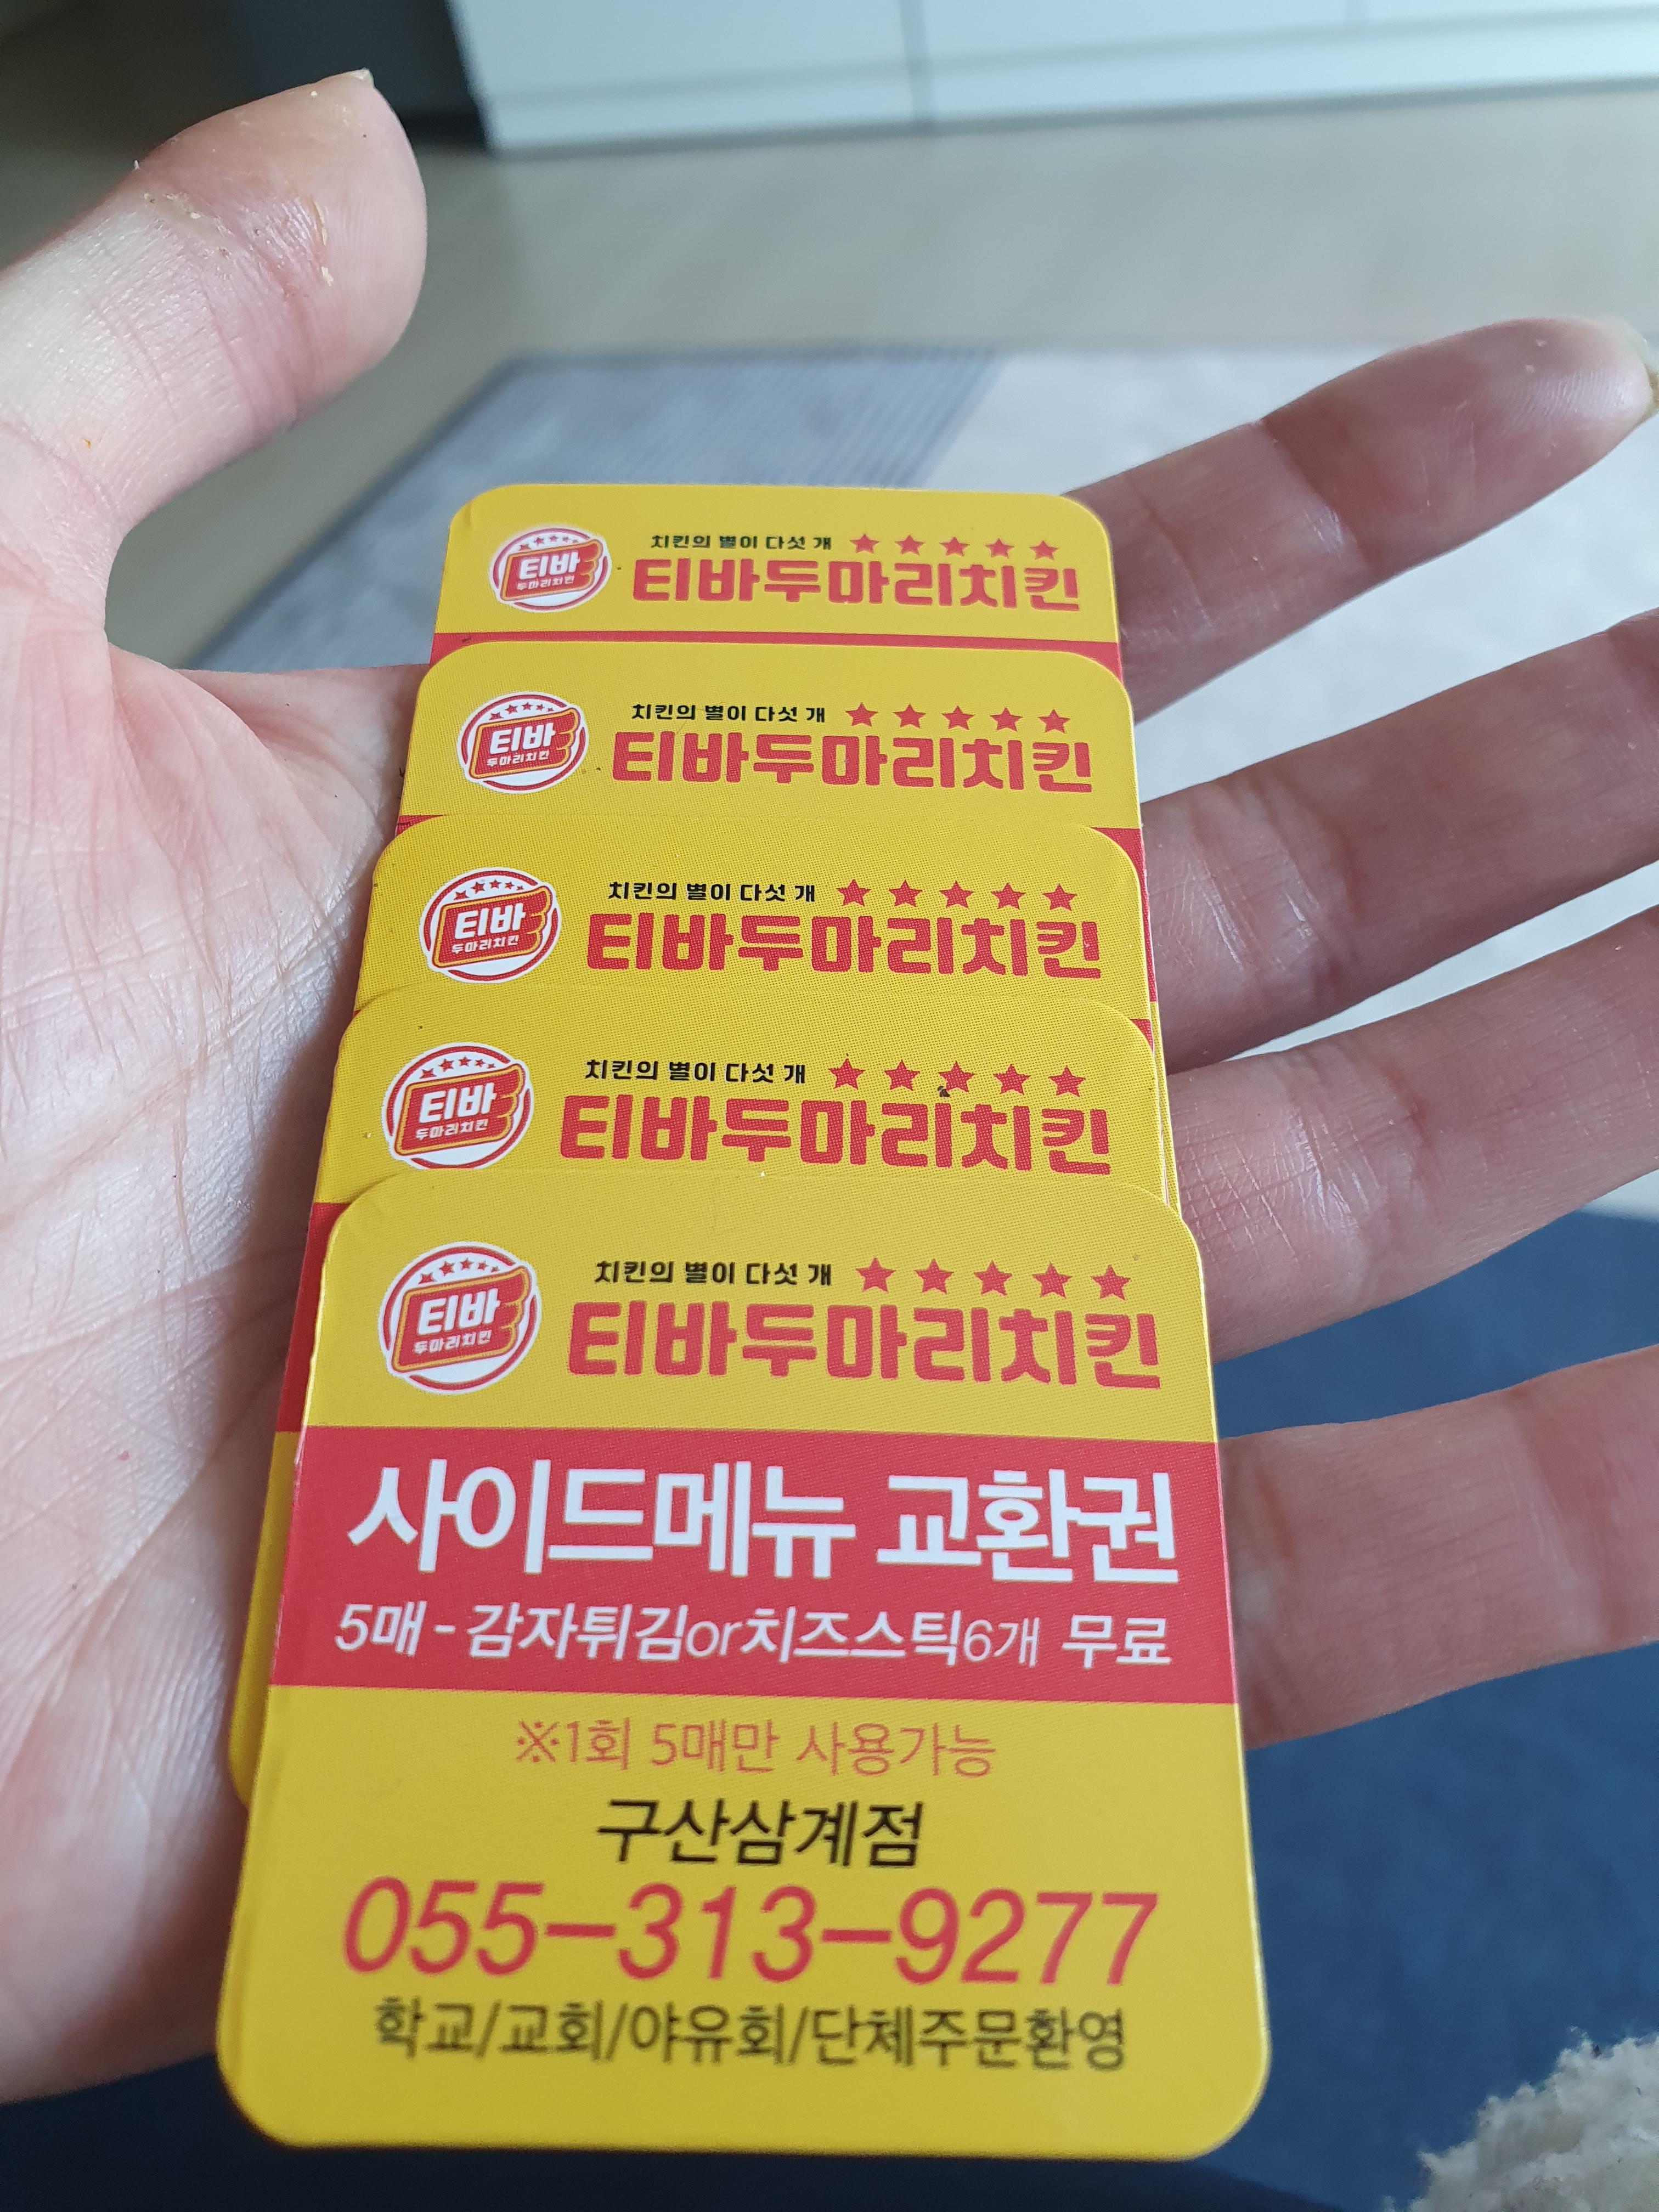 티바
두마리치킨
치킨의 별이 다섯 개 ★★★★★
티바두마리치킨
티바
두마리치킨
치킨의 별이 다섯 개 ★★★★★
티바두마리치킨
티바
두마리치킨
치킨의 별이 다섯 개 ★★★★★
티바두마리치킨
티바
두마리치킨
치킨의 별이 다섯 개 ★★★★★
티바두마리치킨
티바
두마리치킨
치킨의 별이 다섯 개 ★★★★★
티바두마리치킨
사이드메뉴 교환권
5매 - 감자튀김or치즈스틱6개 무료
※1회 5매만 사용가능
구산삼계점
055-313-9277
학교/교회/야유회/단체주문환영